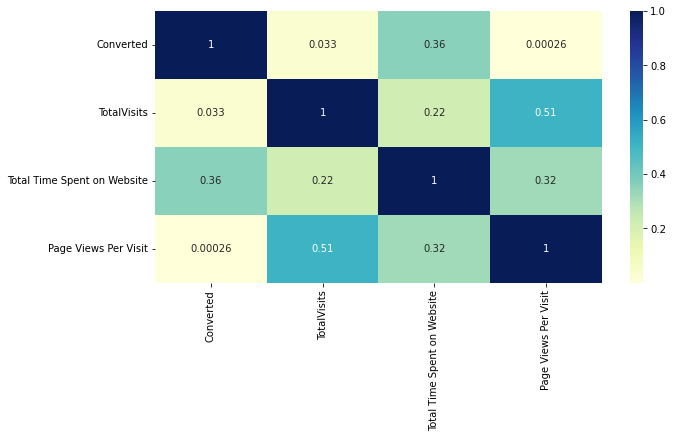 Converted 1 0.033 0.36 0.00026
TotalVisits 0.033 1 0.22 0.51
Total Time Spent on Website 0.36 0.22 1 0.32
Page Views Per Visit 0.00026 0.51 0.32 1
Converted
TotalVisits
Total Time Spent on Website
Page Views Per Visit
1.0
0.8
0.6
0.4
0.2